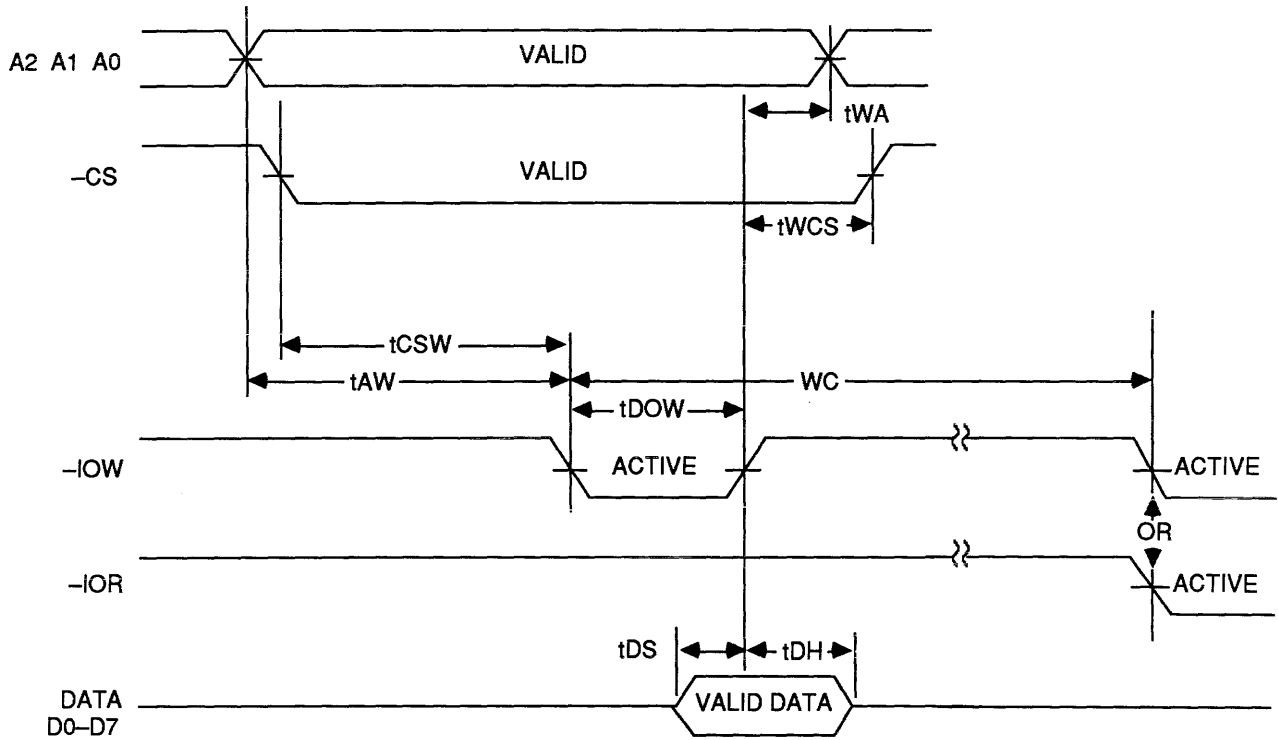 A2 A1 A0
VALID
tWA
–CS
VALID
tWCS
tCSW
tAW
WC
tDOW
–IOW
ACTIVE
ACTIVE
OR
–IOR
ACTIVE
tDS
tDH
DATA
D0–D7
VALID DATA